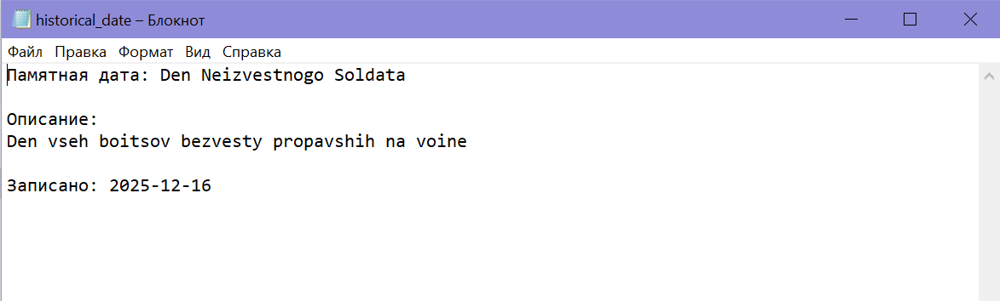 historical_date – Блокнот
Файл Правка Формат Вид Справка
Памятная дата: Den Neizvestnogo Soldata
Описание:
Den vseh boitsov bezvesty propavshih na voine
Записано: 2025-12-16